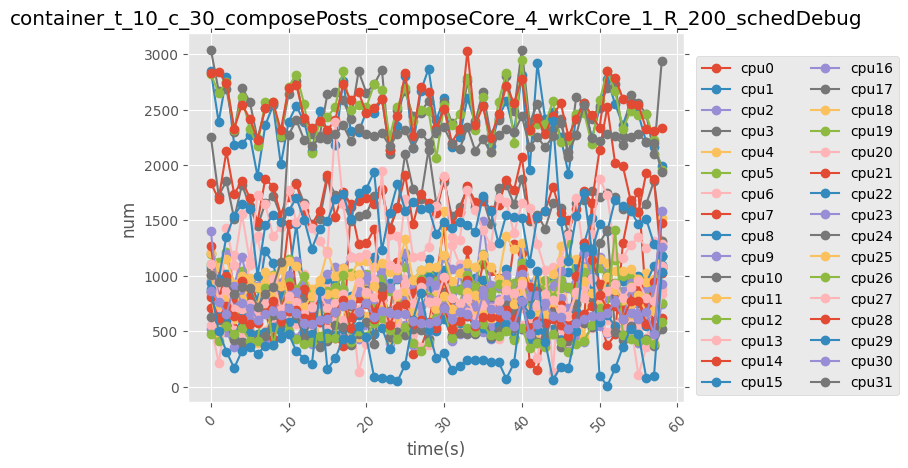 container_t_10_c_30_composePosts_composeCore_4_wrkCore_1_R_200_schedDebug
3000
2500
2000
1500
1000
500
0
num
0 10 20 30 40 50 60
time(s)
cpu0
cpu1
cpu2
cpu3
cpu4
cpu5
cpu6
cpu7
cpu8
cpu9
cpu10
cpu11
cpu12
cpu13
cpu14
cpu15
cpu16
cpu17
cpu18
cpu19
cpu20
cpu21
cpu22
cpu23
cpu24
cpu25
cpu26
cpu27
cpu28
cpu29
cpu30
cpu31